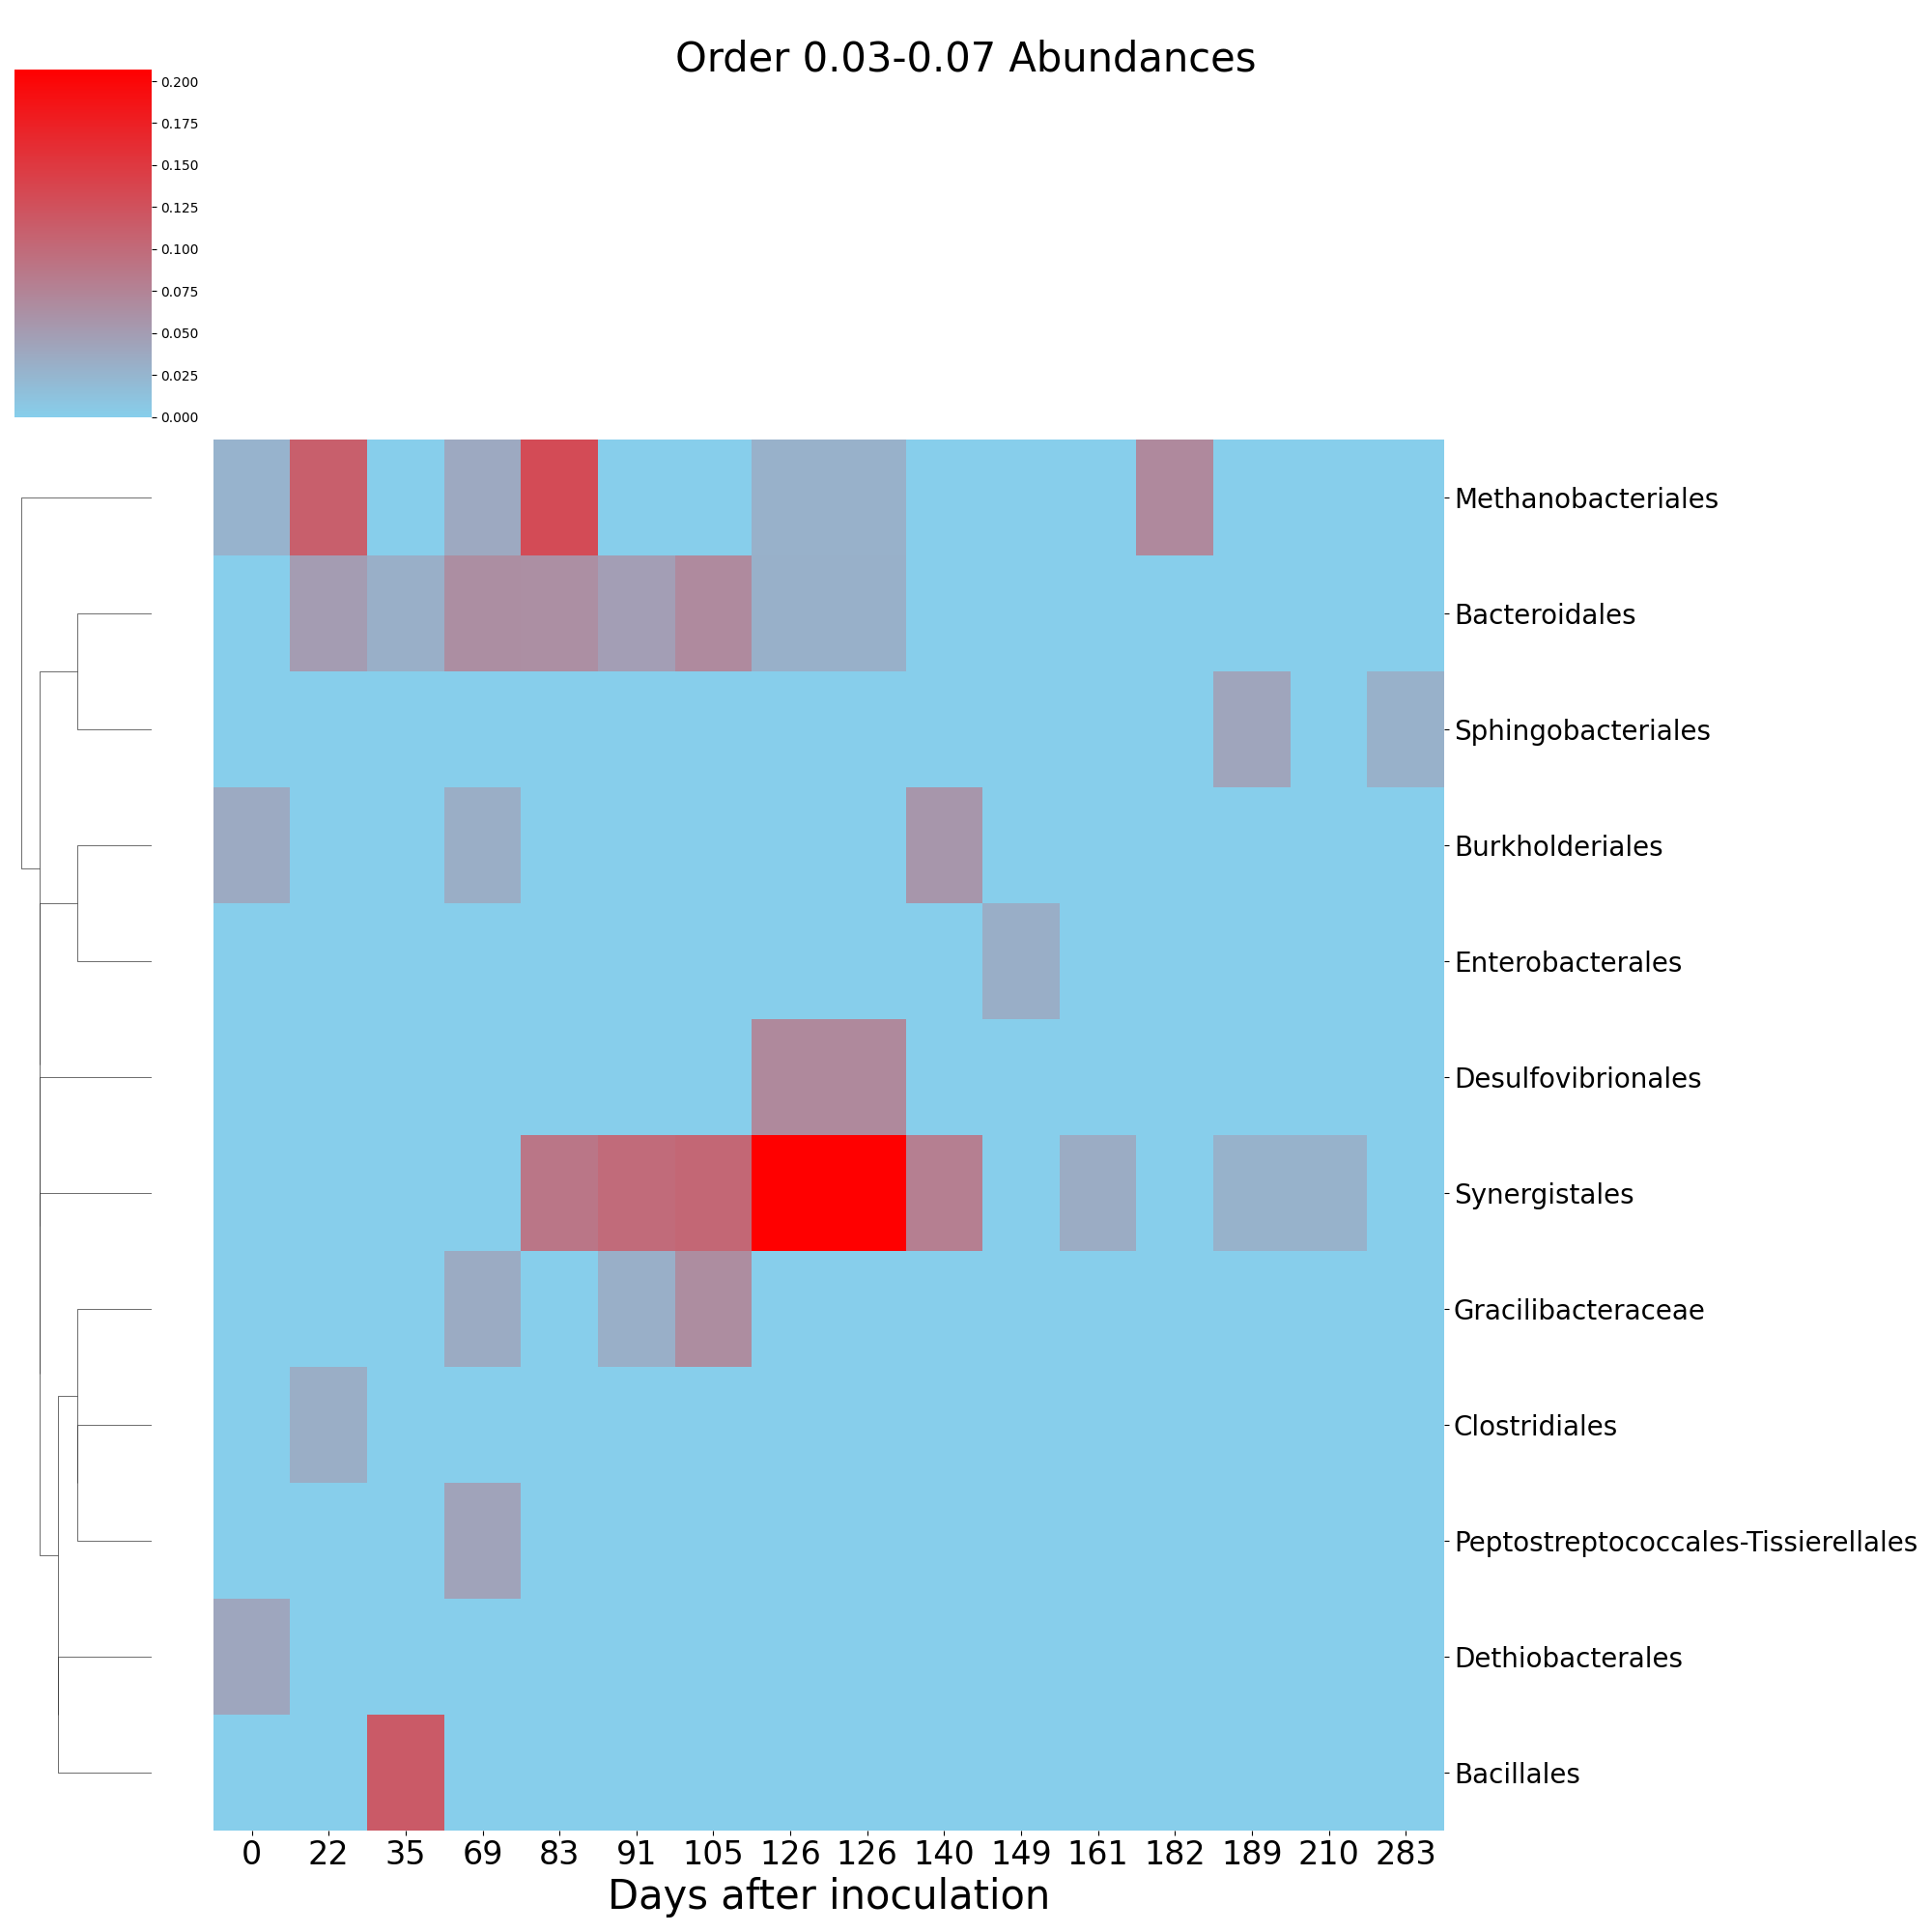 Order 0.03-0.07 Abundances
0.200
0.175
0.150
0.125
0.100
0.075
0.050
0.025
0.000
Methanobacteriales
Bacteroidales
Sphingobacteriales
Burkholderiales
Enterobacterales
Desulfovibrionales
Synergistales
Gracilibacteraceae
Clostridiales
Peptostreptococcales-Tissierellales
Dethiobacterales
Bacillales
0 22 35 69 83 91 105 126 126 140 149 161 182 189 210 283
Days after inoculation